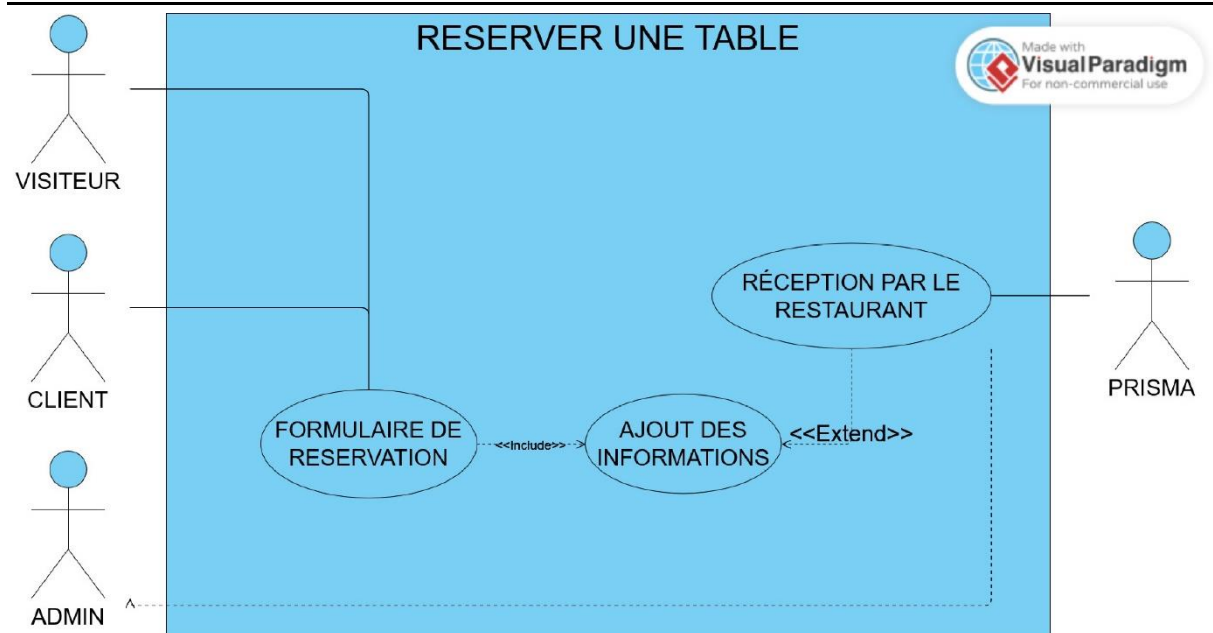 RESERVER UNE TABLE
Made with
Visual Paradigm
For non-commercial use
VISITEUR
RÉCEPTION PAR LE
RESTAURANT
CLIENT
PRISMA
FORMULAIRE DE
RESERVATION
<<Include>>
AJOUT DES
INFORMATIONS
<<Extend>>
ADMIN